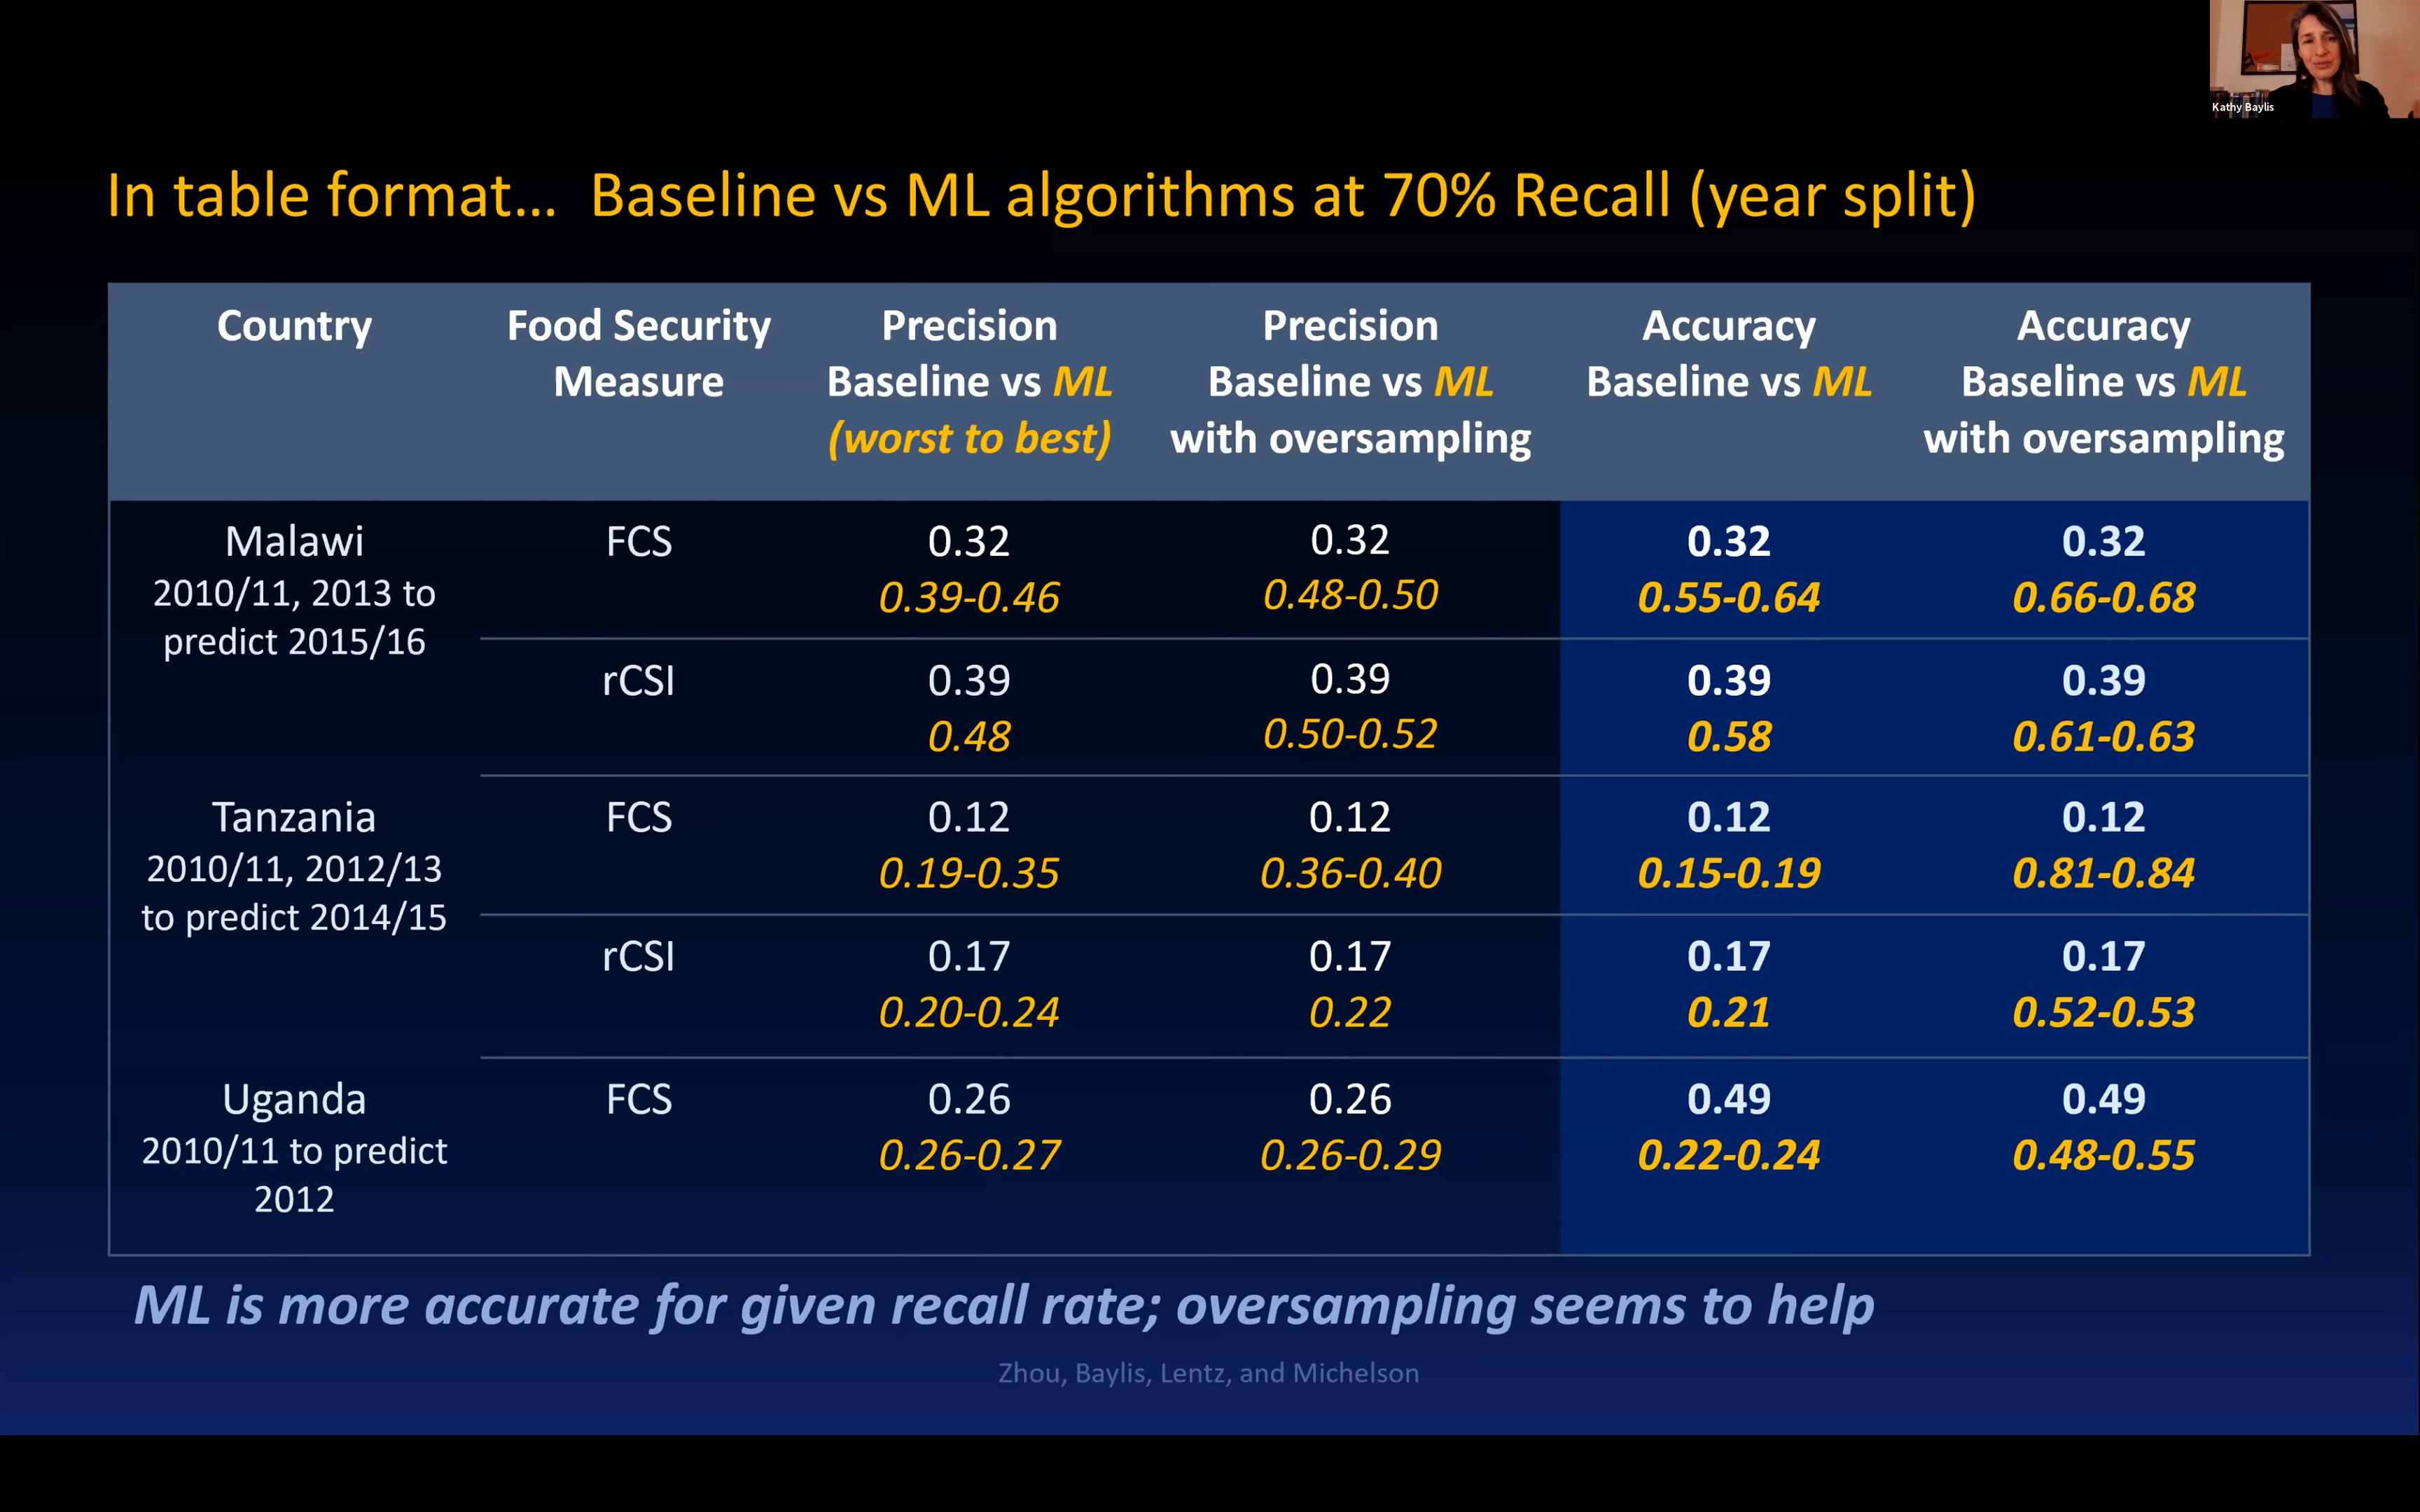 Kathy Baylis
In table format... Baseline vs ML algorithms at 70% Recall (year split)
Country
Food Security
Measure
Precision
Baseline vs ML
(worst to best)
Precision
Baseline vs ML
with oversampling
Accuracy
Baseline vs ML
Accuracy
Baseline vs ML
with oversampling
Malawi
2010/11, 2013 to
predict 2015/16
FCS
0.32
0.39-0.46
0.32
0.48-0.50
0.32
0.55-0.64
0.32
0.66-0.68
rCSI
0.39
0.48
0.39
0.50-0.52
0.39
0.58
0.39
0.61-0.63
Tanzania
2010/11, 2012/13
to predict 2014/15
FCS
0.12
0.19-0.35
0.12
0.36-0.40
0.12
0.15-0.19
0.12
0.81-0.84
rCSI
0.17
0.20-0.24
0.17
0.22
0.17
0.21
0.17
0.52-0.53
Uganda
2010/11 to predict
2012
FCS
0.26
0.26-0.27
0.26
0.26-0.29
0.49
0.22-0.24
0.49
0.48-0.55
ML is more accurate for given recall rate; oversampling seems to help
Zhou, Baylis, Lentz, and Michelson